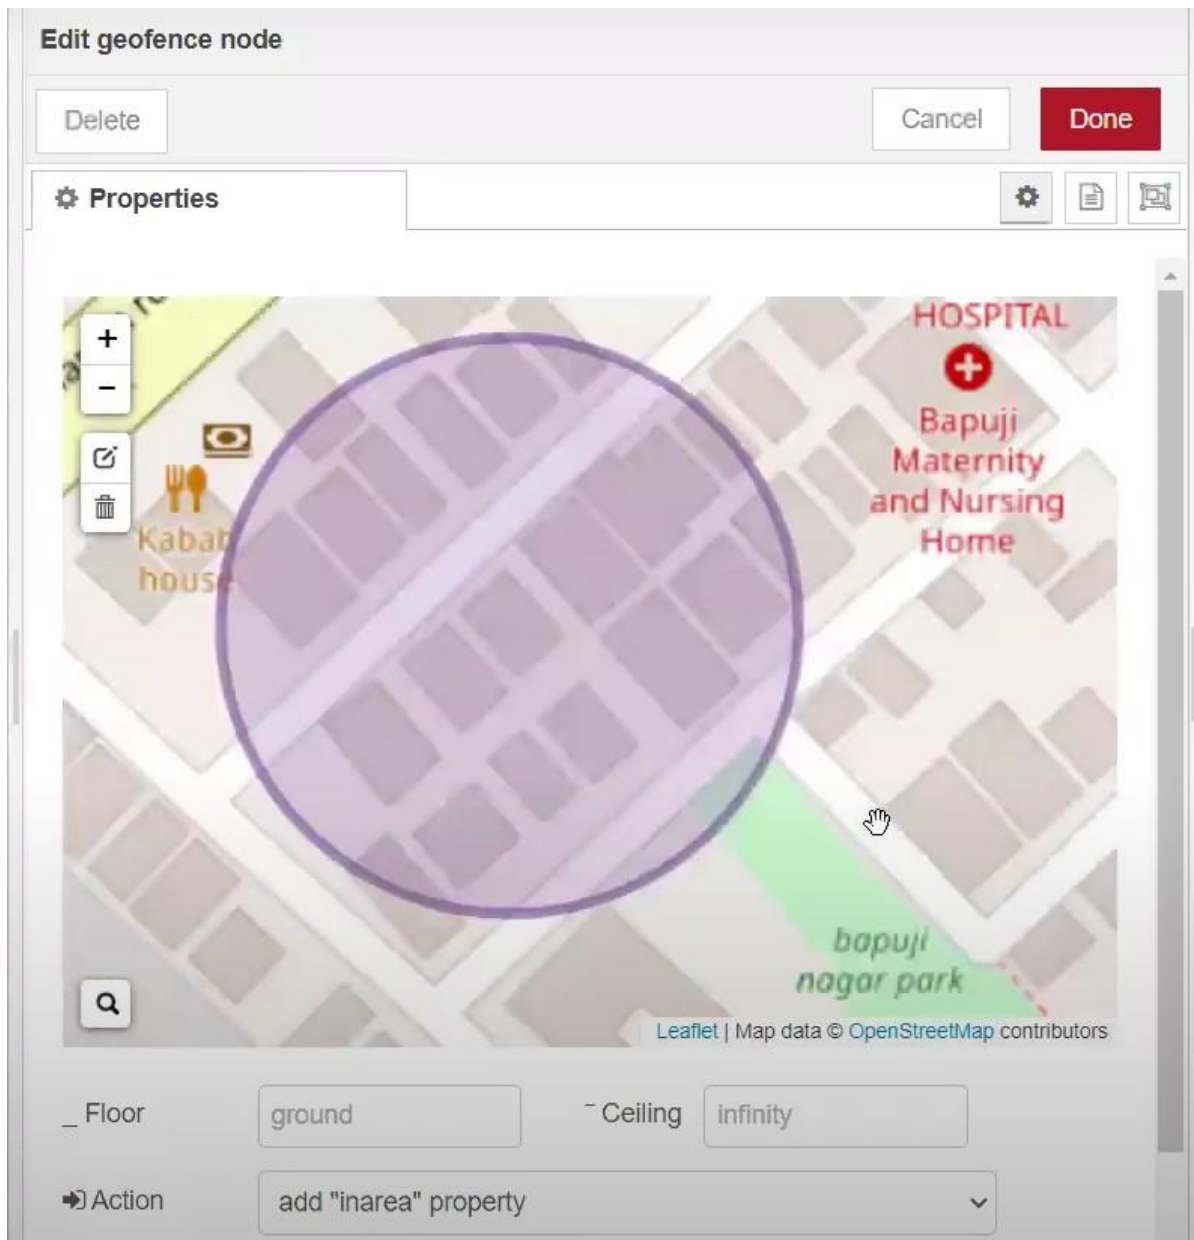 Edit geofence node
Delete
Cancel
Done
Properties
+
−
HOSPITAL
Bapuji
Maternity
and Nursing
Home
Kabab
house
bapuji
nagar park
Leaflet | Map data © OpenStreetMap contributors
_ Floor
ground
‾ Ceiling
infinity
Action
add "inarea" property